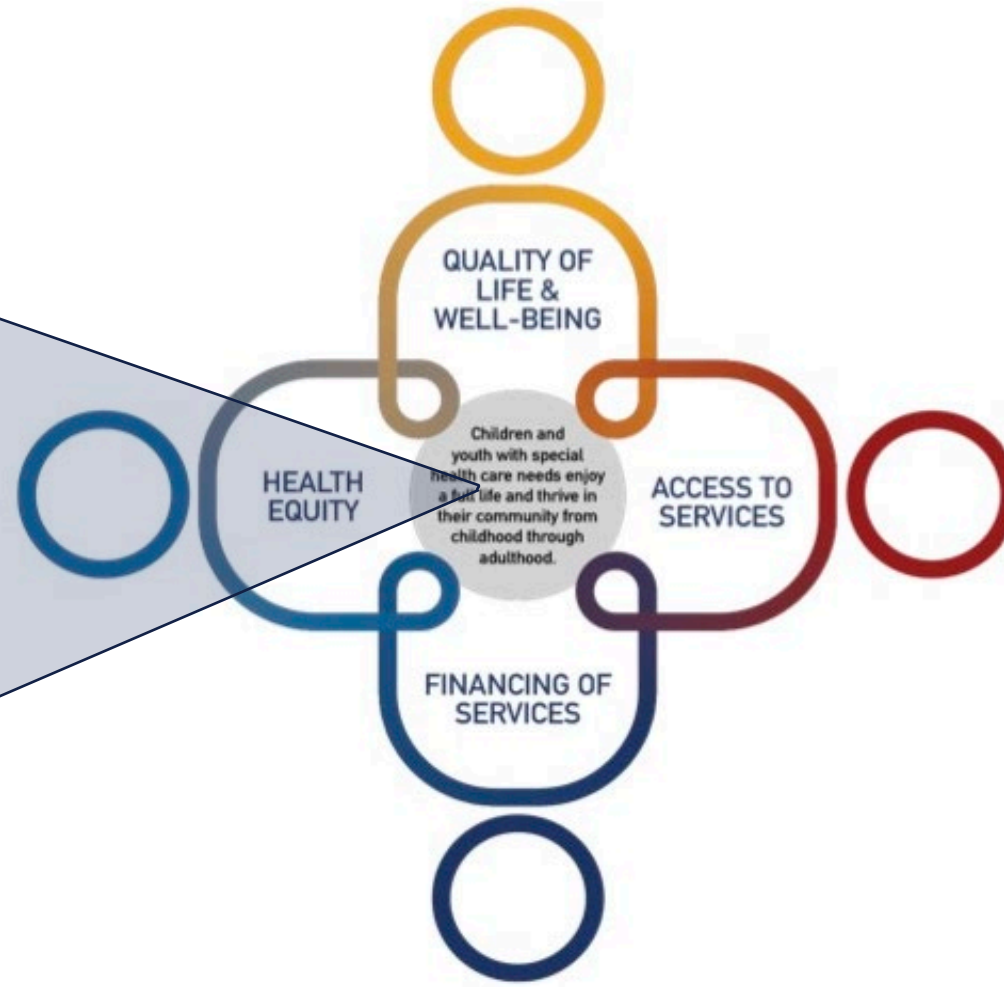 QUALITY OF
LIFE &
WELL-BEING
HEALTH
EQUITY
Children and
youth with special
health care needs enjoy
a full life and thrive in
their community from
childhood through
adulthood.
ACCESS TO
SERVICES
FINANCING OF
SERVICES